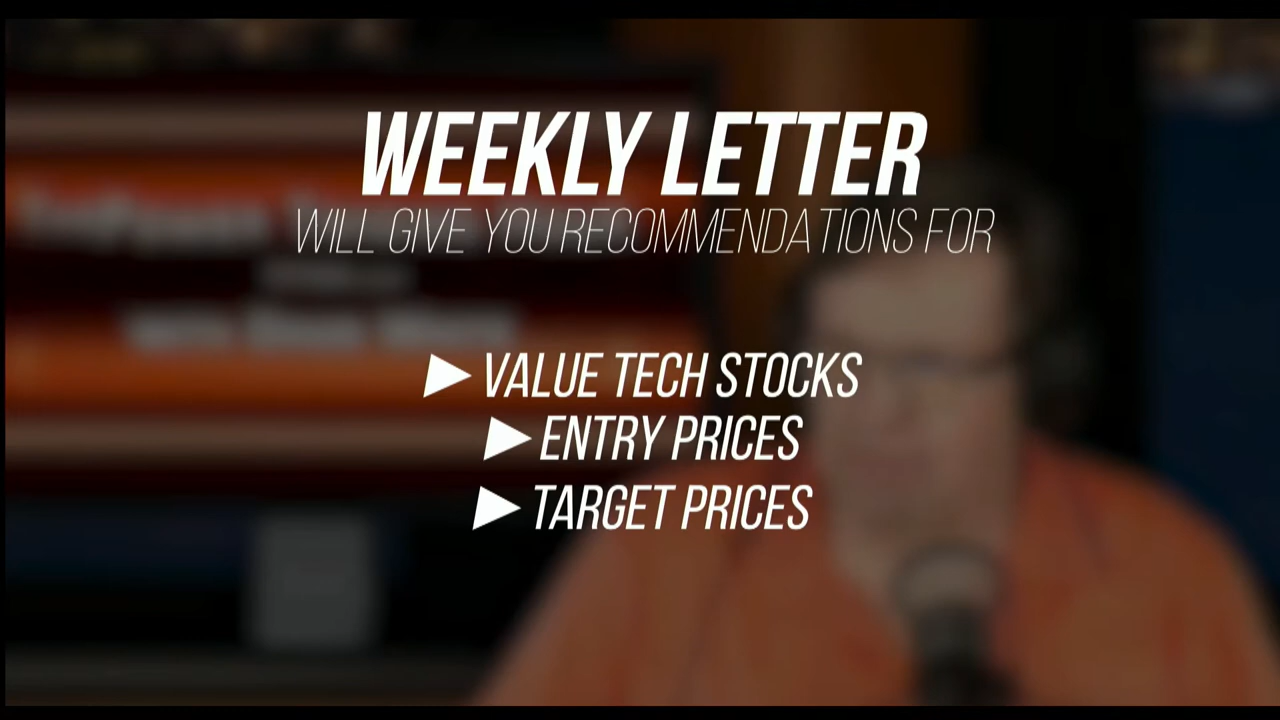 WEEKLY LETTER
WILL GIVE YOU RECOMMENDATIONS FOR
▶ VALUE TECH STOCKS
▶ ENTRY PRICES
▶ TARGET PRICES